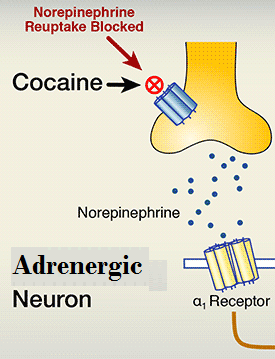 Norepinephrine
Reuptake Blocked
Cocaine
Norepinephrine
Adrenergic
Neuron
α1 Receptor